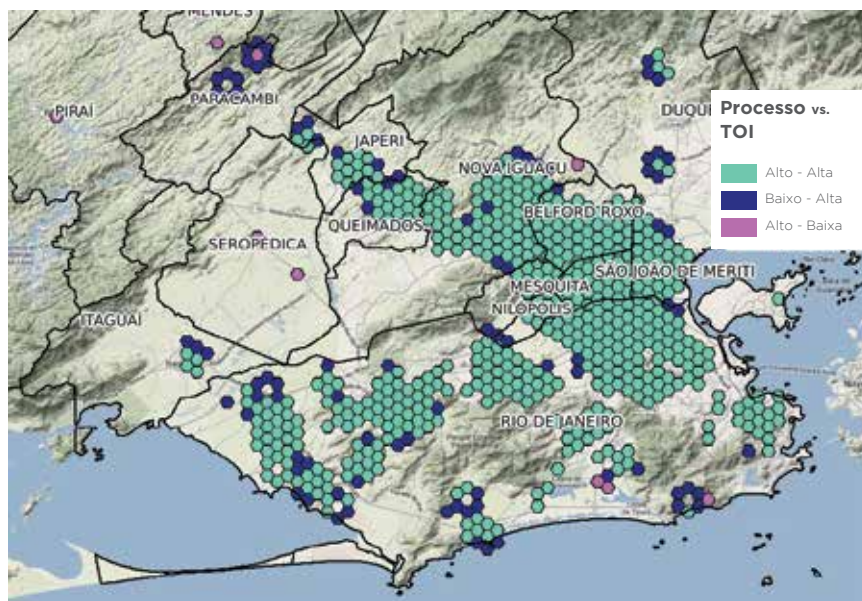 MENDES
PIRAÍ
PARACAMBI
DUQU
Processo vs.
TOI
Alto - Alta
Baixo - Alta
Alto - Baixa
JAPERI
NOVA IGUAÇU
QUEIMADOS
BELFORD ROXO
SEROPÉDICA
SÃO JOÃO DE MERITI
MESQUITA
NILÓPOLIS
ITAGUAÍ
RIO DE JANEIRO